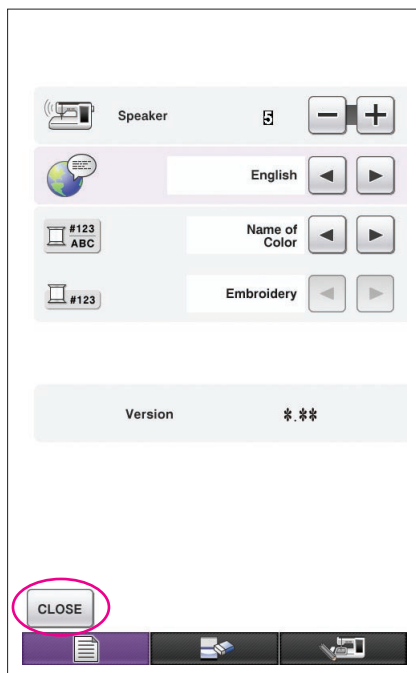 Speaker 5
English
#123
ABC
Name of
Color
#123
Embroidery
Version *.**
CLOSE